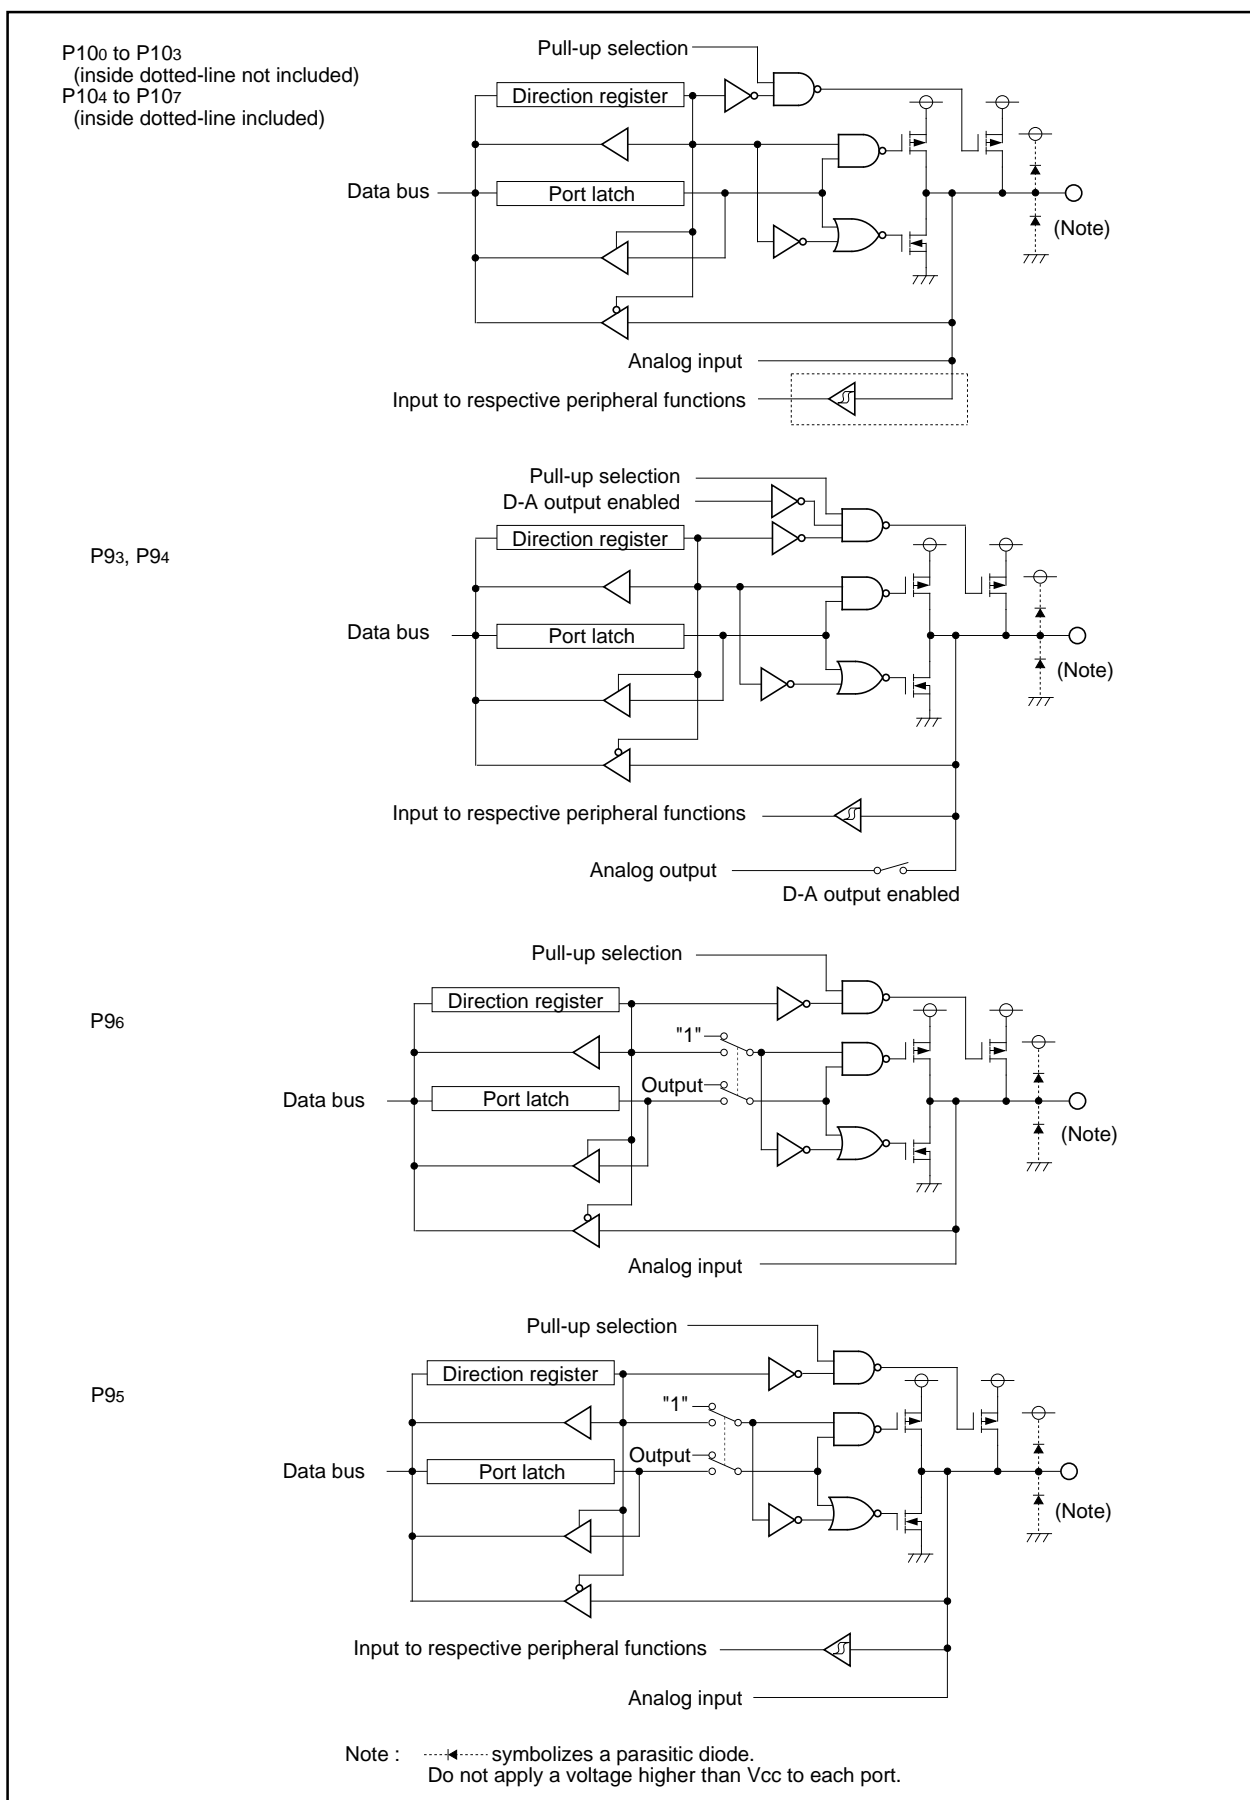 P100 to P103
(inside dotted-line not included)
P104 to P107
(inside dotted-line included)
Pull-up selection
Direction register
Data bus
Port latch
(Note)
Analog input
Input to respective peripheral functions
P93, P94
Pull-up selection
D-A output enabled
Direction register
Data bus
Port latch
(Note)
Input to respective peripheral functions
Analog output
D-A output enabled
P96
Pull-up selection
Direction register
"1"
Output
Data bus
Port latch
(Note)
Analog input
P95
Pull-up selection
Direction register
"1"
Output
Data bus
Port latch
(Note)
Input to respective peripheral functions
Analog input
Note : symbolizes a parasitic diode.
Do not apply a voltage higher than Vcc to each port.